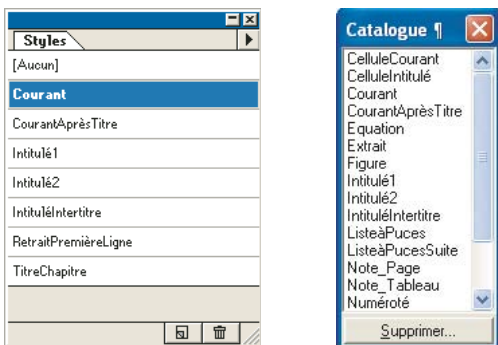 Styles
[Aucun]
Courant
CourantAprèsTitre
Intitulé1
Intitulé2
IntituléIntertitre
RetraitPremièreLigne
TitreChapitre
Catalogue ¶
CelluleCourant
CelluleIntitulé
Courant
CourantAprèsTitre
Equation
Extrait
Figure
Intitulé1
Intitulé2
IntituléIntertitre
ListeàPuces
ListeàPucesSuite
Note_Page
Note_Tableau
Numéroté
Supprimer...